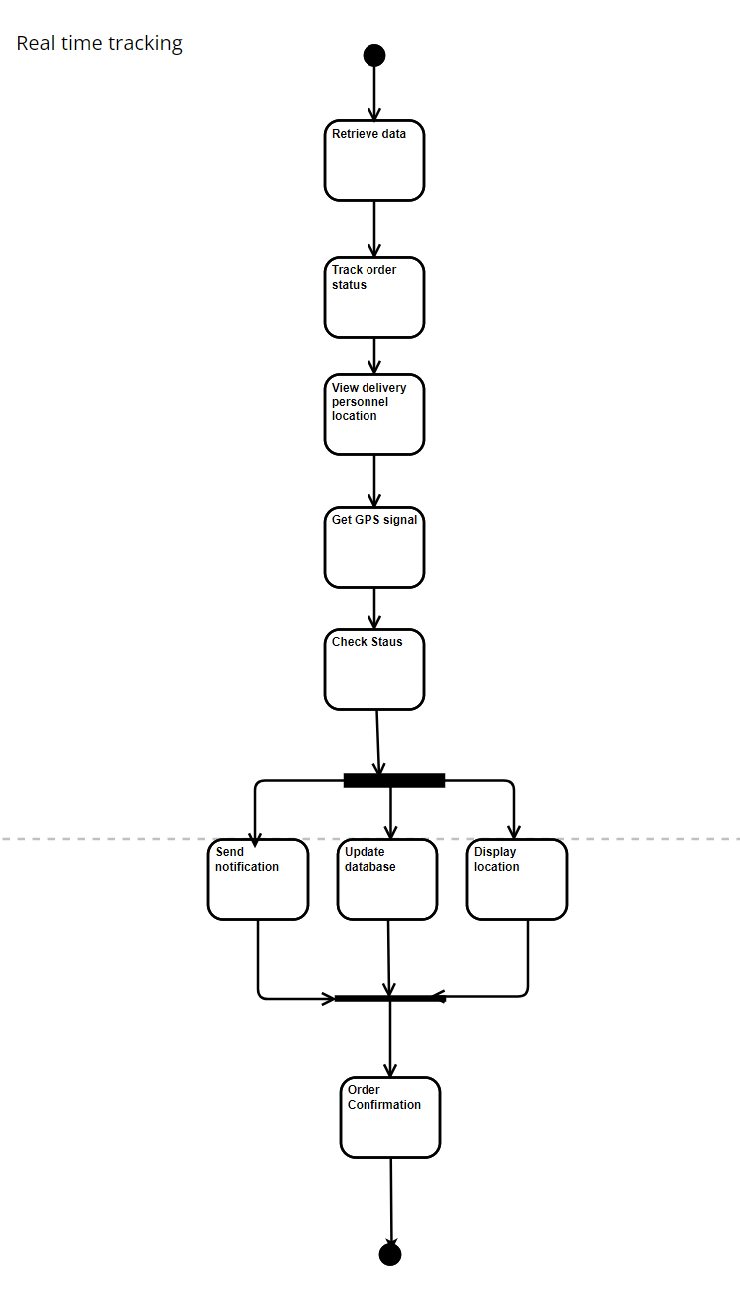 Real time tracking
Retrieve data
Track order
status
View delivery
personnel
location
Get GPS signal
Check Staus
Send
notification
Update
database
Display
location
Order
Confirmation